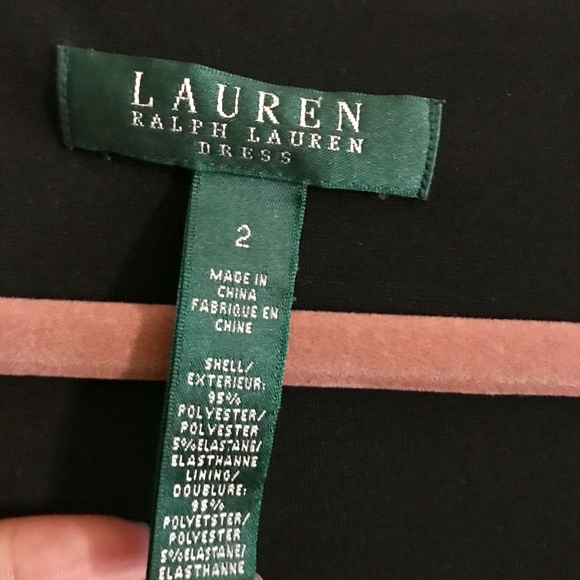 LAUREN
RALPH LAUREN
DRESS
2
MADE IN
CHINA
FABRIQUE EN
CHINE
SHELL/
EXTERIEUR:
95%
POLYESTER/
POLYESTER
5%ELASTANE/
ELASTHANNE
LINING/
DOUBLURE:
95%
POLYETSTER/
POLYESTER
5%ELASTANE/
ELASTHANNE